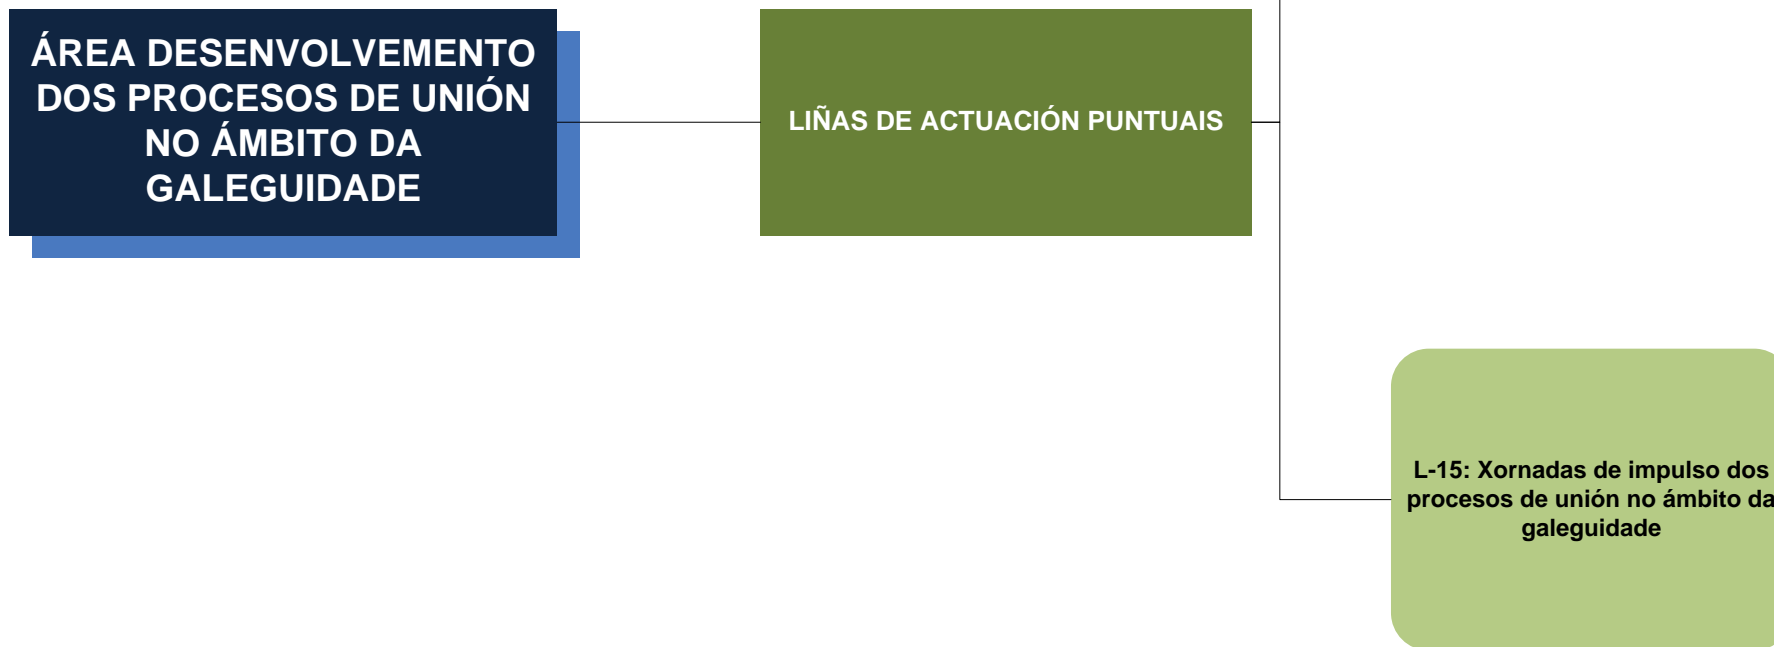 ÁREA DESENVOLVEMENTO
DOS PROCESOS DE UNIÓN
NO ÁMBITO DA
GALEGUIDADE
LIÑAS DE ACTUACIÓN PUNTUAIS
L-15: Xornadas de impulso dos
procesos de unión no ámbito da
galeguidade